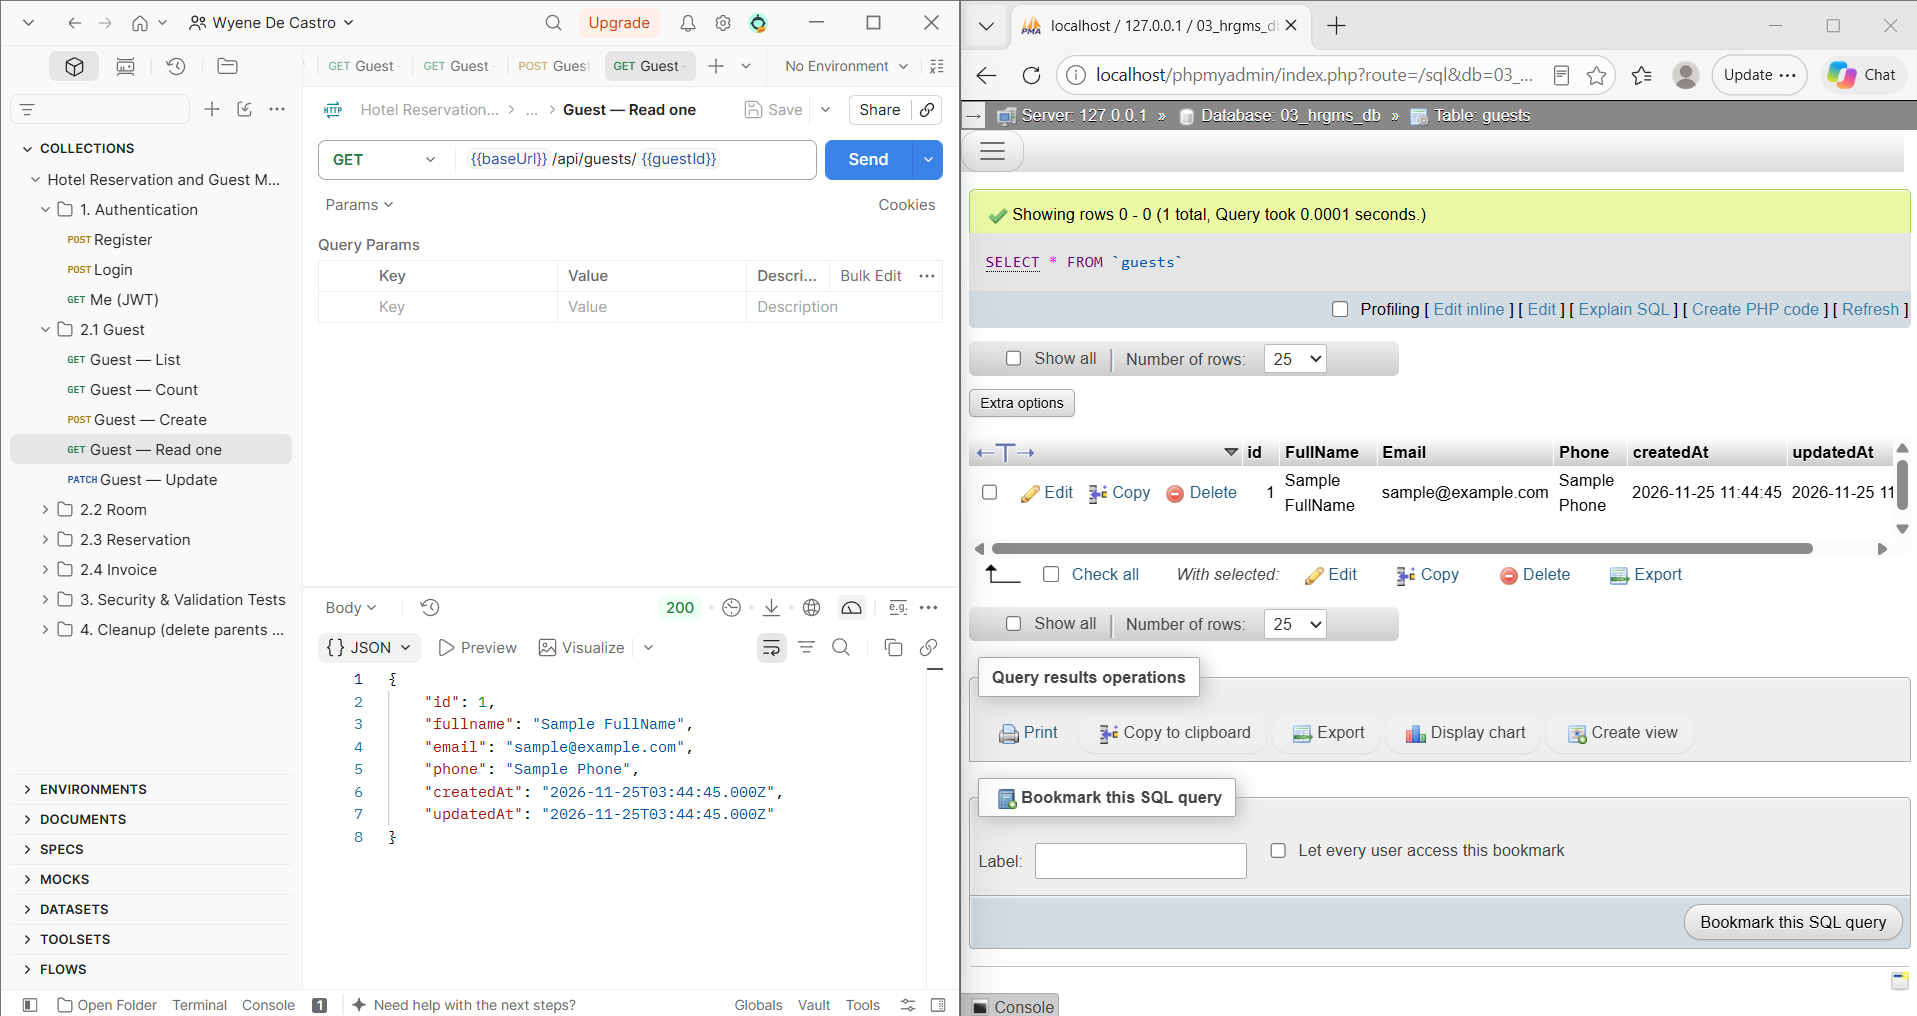 Wyene De Castro
Upgrade
GET Guest
GET Guest
POST Guest
GET Guest
No Environment
HTTP Hotel Reservation... > ... > Guest — Read one
Save
Share
GET
{{baseUrl}} /api/guests/ {{guestId}}
Send
Params
Cookies
Query Params
Key Value Descri... Bulk Edit
Key Value Description
COLLECTIONS
Hotel Reservation and Guest M...
1. Authentication
POST Register
POST Login
GET Me (JWT)
2.1 Guest
GET Guest — List
GET Guest — Count
POST Guest — Create
GET Guest — Read one
PATCH Guest — Update
2.2 Room
2.3 Reservation
2.4 Invoice
3. Security & Validation Tests
4. Cleanup (delete parents ...
ENVIRONMENTS
DOCUMENTS
SPECS
MOCKS
DATASETS
TOOLSETS
FLOWS
Body
200
e.g.
{} JSON
Preview
Visualize
1 {
2 "id": 1,
3 "fullname": "Sample FullName",
4 "email": "sample@example.com",
5 "phone": "Sample Phone",
6 "createdAt": "2026-11-25T03:44:45.000Z",
7 "updatedAt": "2026-11-25T03:44:45.000Z"
8 }
Open Folder Terminal Console 1 Need help with the next steps? Globals Vault Tools
PMA localhost / 127.0.0.1 / 03_hrgms_d
localhost/phpmyadmin/index.php?route=/sql&db=03_...
Update
Chat
Server: 127.0.0.1 » Database: 03_hrgms_db » Table: guests
Showing rows 0 - 0 (1 total, Query took 0.0001 seconds.)
SELECT * FROM `guests`
Profiling [ Edit inline ] [ Edit ] [ Explain SQL ] [ Create PHP code ] [ Refresh ]
Show all Number of rows: 25
Extra options
id FullName Email Phone createdAt updatedAt
Edit Copy Delete 1 Sample FullName sample@example.com Sample Phone 2026-11-25 11:44:45 2026-11-25 11
Check all With selected: Edit Copy Delete Export
Show all Number of rows: 25
Query results operations
Print Copy to clipboard Export Display chart Create view
Bookmark this SQL query
Label: Let every user access this bookmark
Bookmark this SQL query
Console